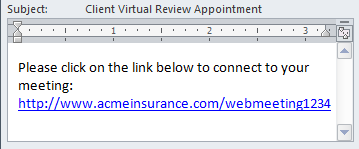 Subject: Client Virtual Review Appointment
1 2 3
Please click on the link below to connect to your
meeting:
http://www.acmeinsurance.com/webmeeting1234